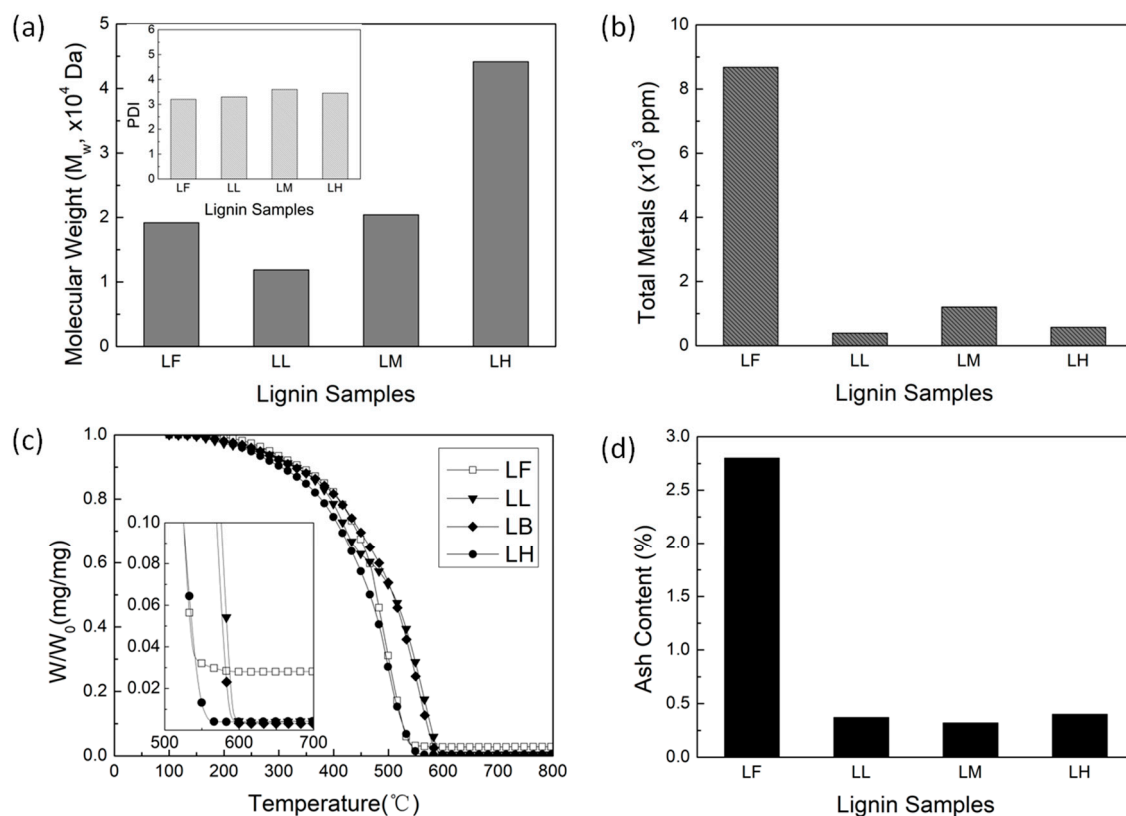 (a)
5
4
3
2
1
0
Molecular Weight (Mw, x10⁴ Da)
LF LL LM LH
Lignin Samples
6
5
4
3
2
1
0
PDI
LF LL LM LH
Lignin Samples
(b)
10
8
6
4
2
0
Total Metals (x10³ ppm)
LF LL LM LH
Lignin Samples
(c)
1.0
0.8
0.6
0.4
0.2
0.0
W/W₀(mg/mg)
LF
LL
LB
LH
0.10
0.08
0.06
0.04
0.02
500 600 700
0 100 200 300 400 500 600 700 800
Temperature(℃)
(d)
3.0
2.5
2.0
1.5
1.0
0.5
0.0
Ash Content (%)
LF LL LM LH
Lignin Samples